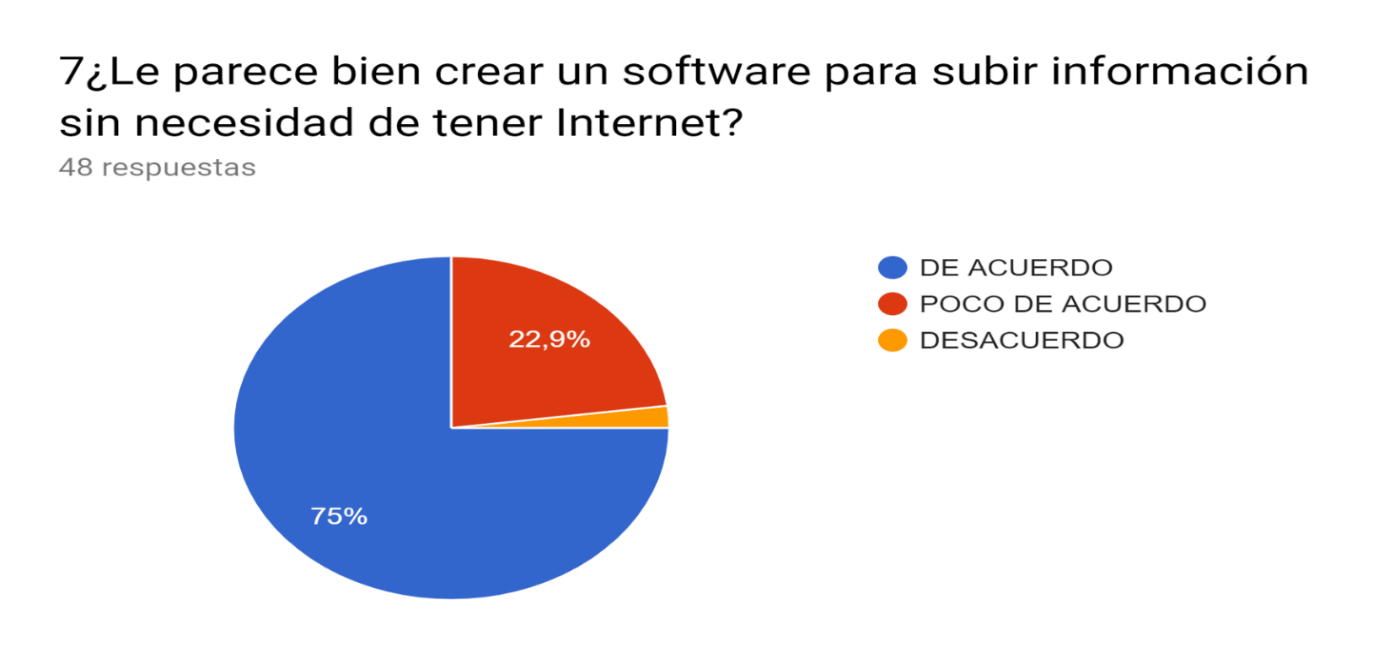 7¿Le parece bien crear un software para subir información
sin necesidad de tener Internet?
48 respuestas
DE ACUERDO
POCO DE ACUERDO
DESACUERDO
22,9%
75%